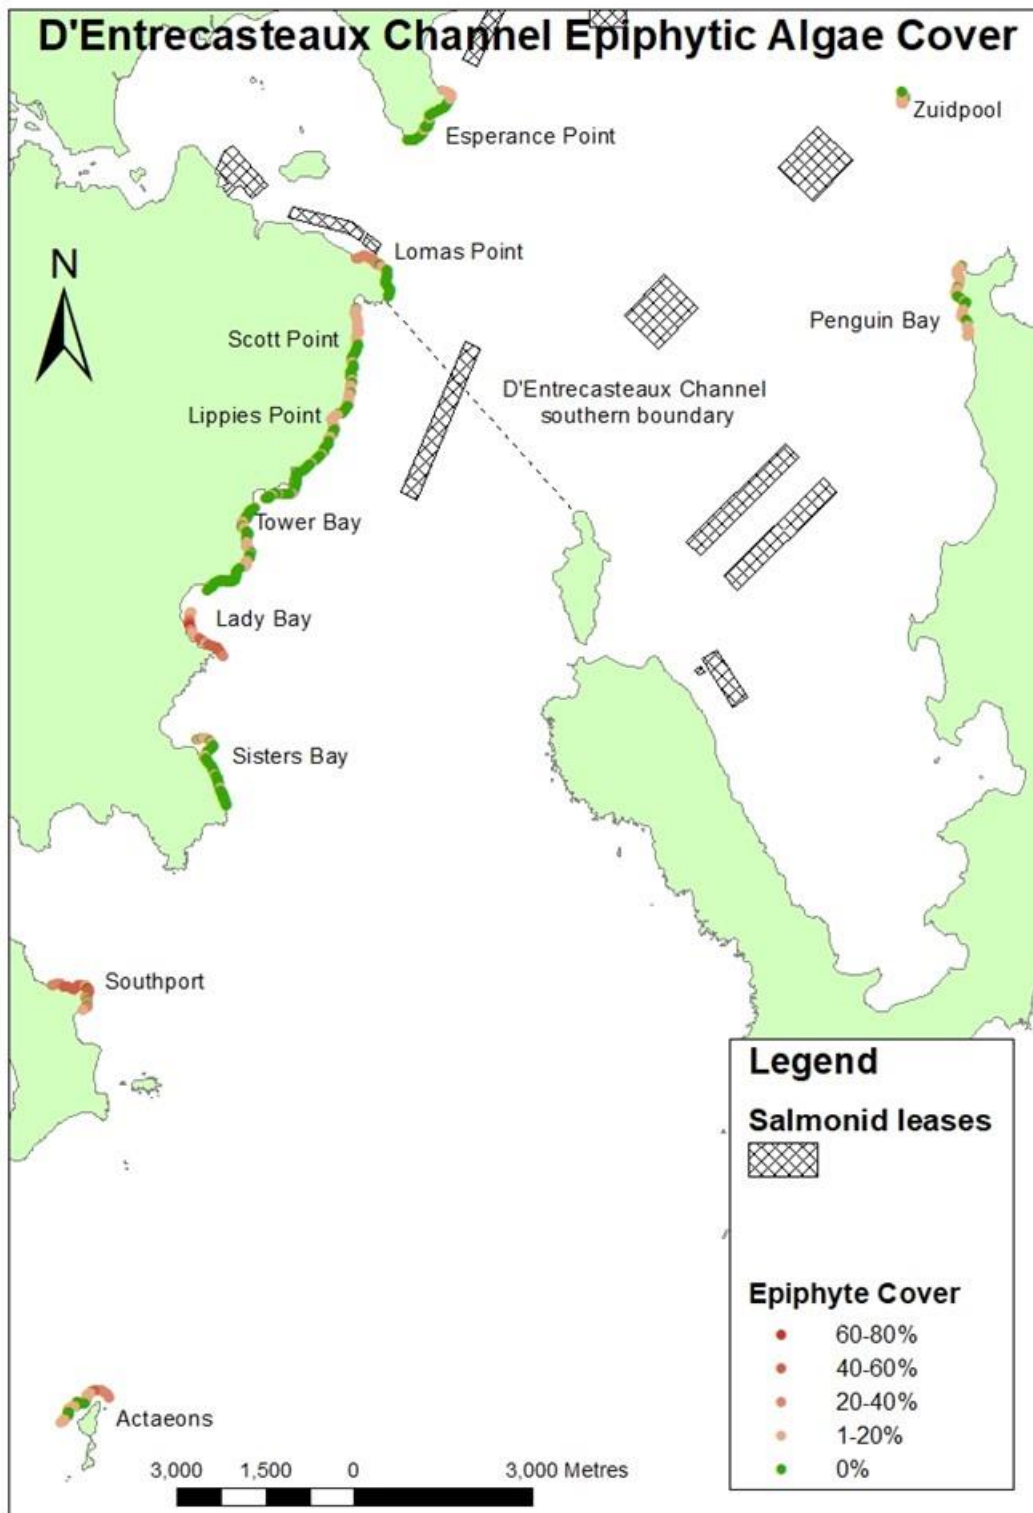 D'Entrecasteaux Channel Epiphytic Algae Cover
Zuidpool
Esperance Point
N
Lomas Point
Penguin Bay
Scott Point
D'Entrecasteaux Channel
southern boundary
Lippies Point
Tower Bay
Lady Bay
Sisters Bay
Southport
Actaeons
3,000 1,500 0 3,000 Metres
Legend
Salmonid leases
Epiphyte Cover
60-80%
40-60%
20-40%
1-20%
0%